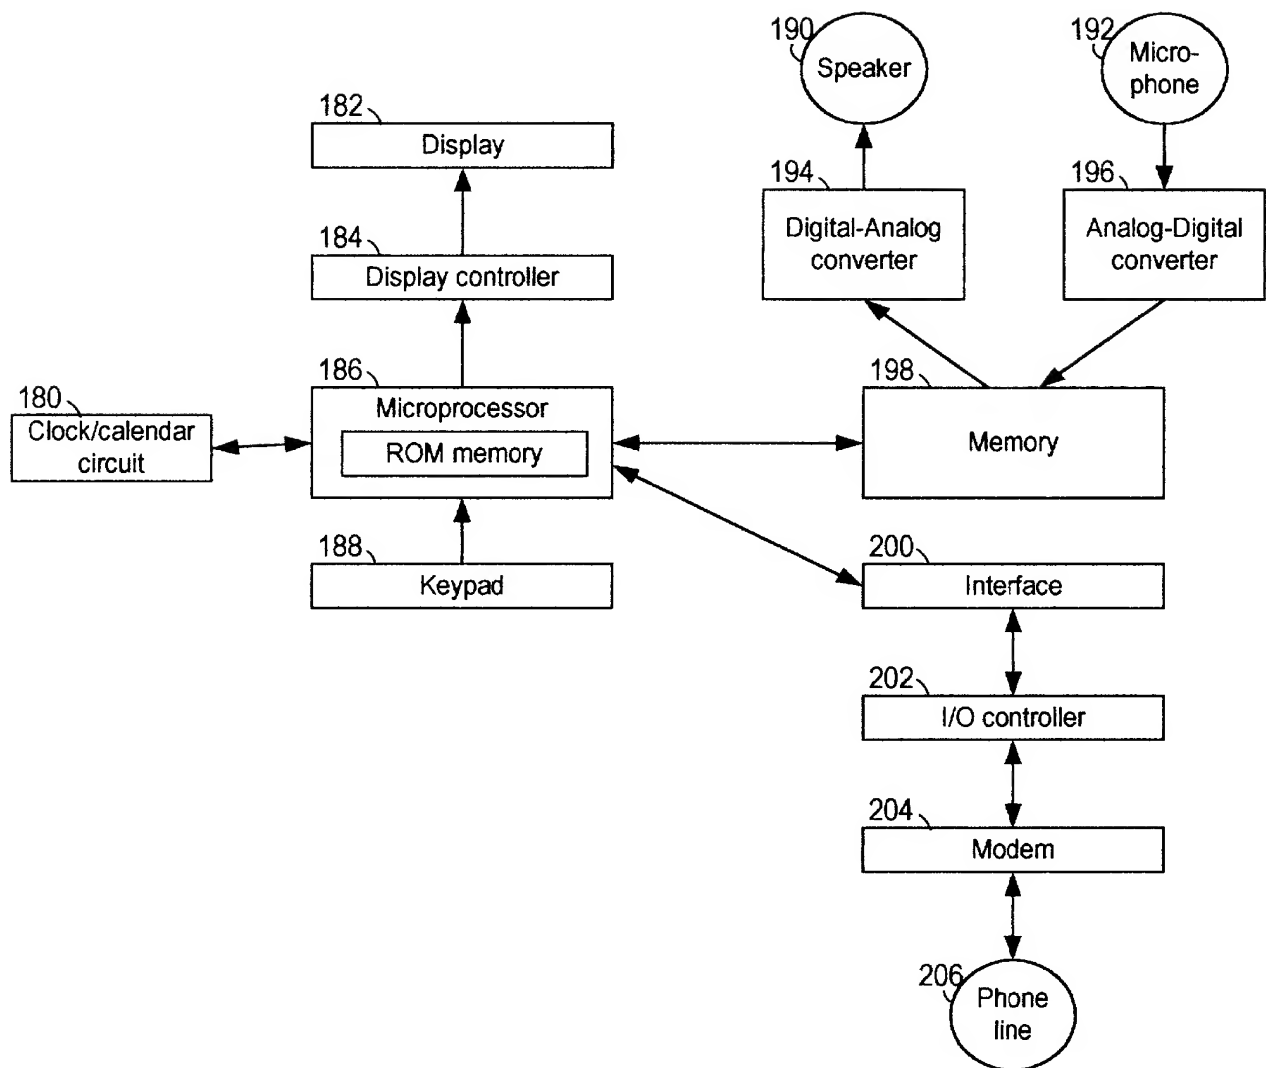 190
Speaker
192
Micro-
phone
182
Display
194
Digital-Analog
converter
196
Analog-Digital
converter
184
Display controller
186
Microprocessor
ROM memory
198
Memory
180
Clock/calendar
circuit
188
Keypad
200
Interface
202
I/O controller
204
Modem
206
Phone
line